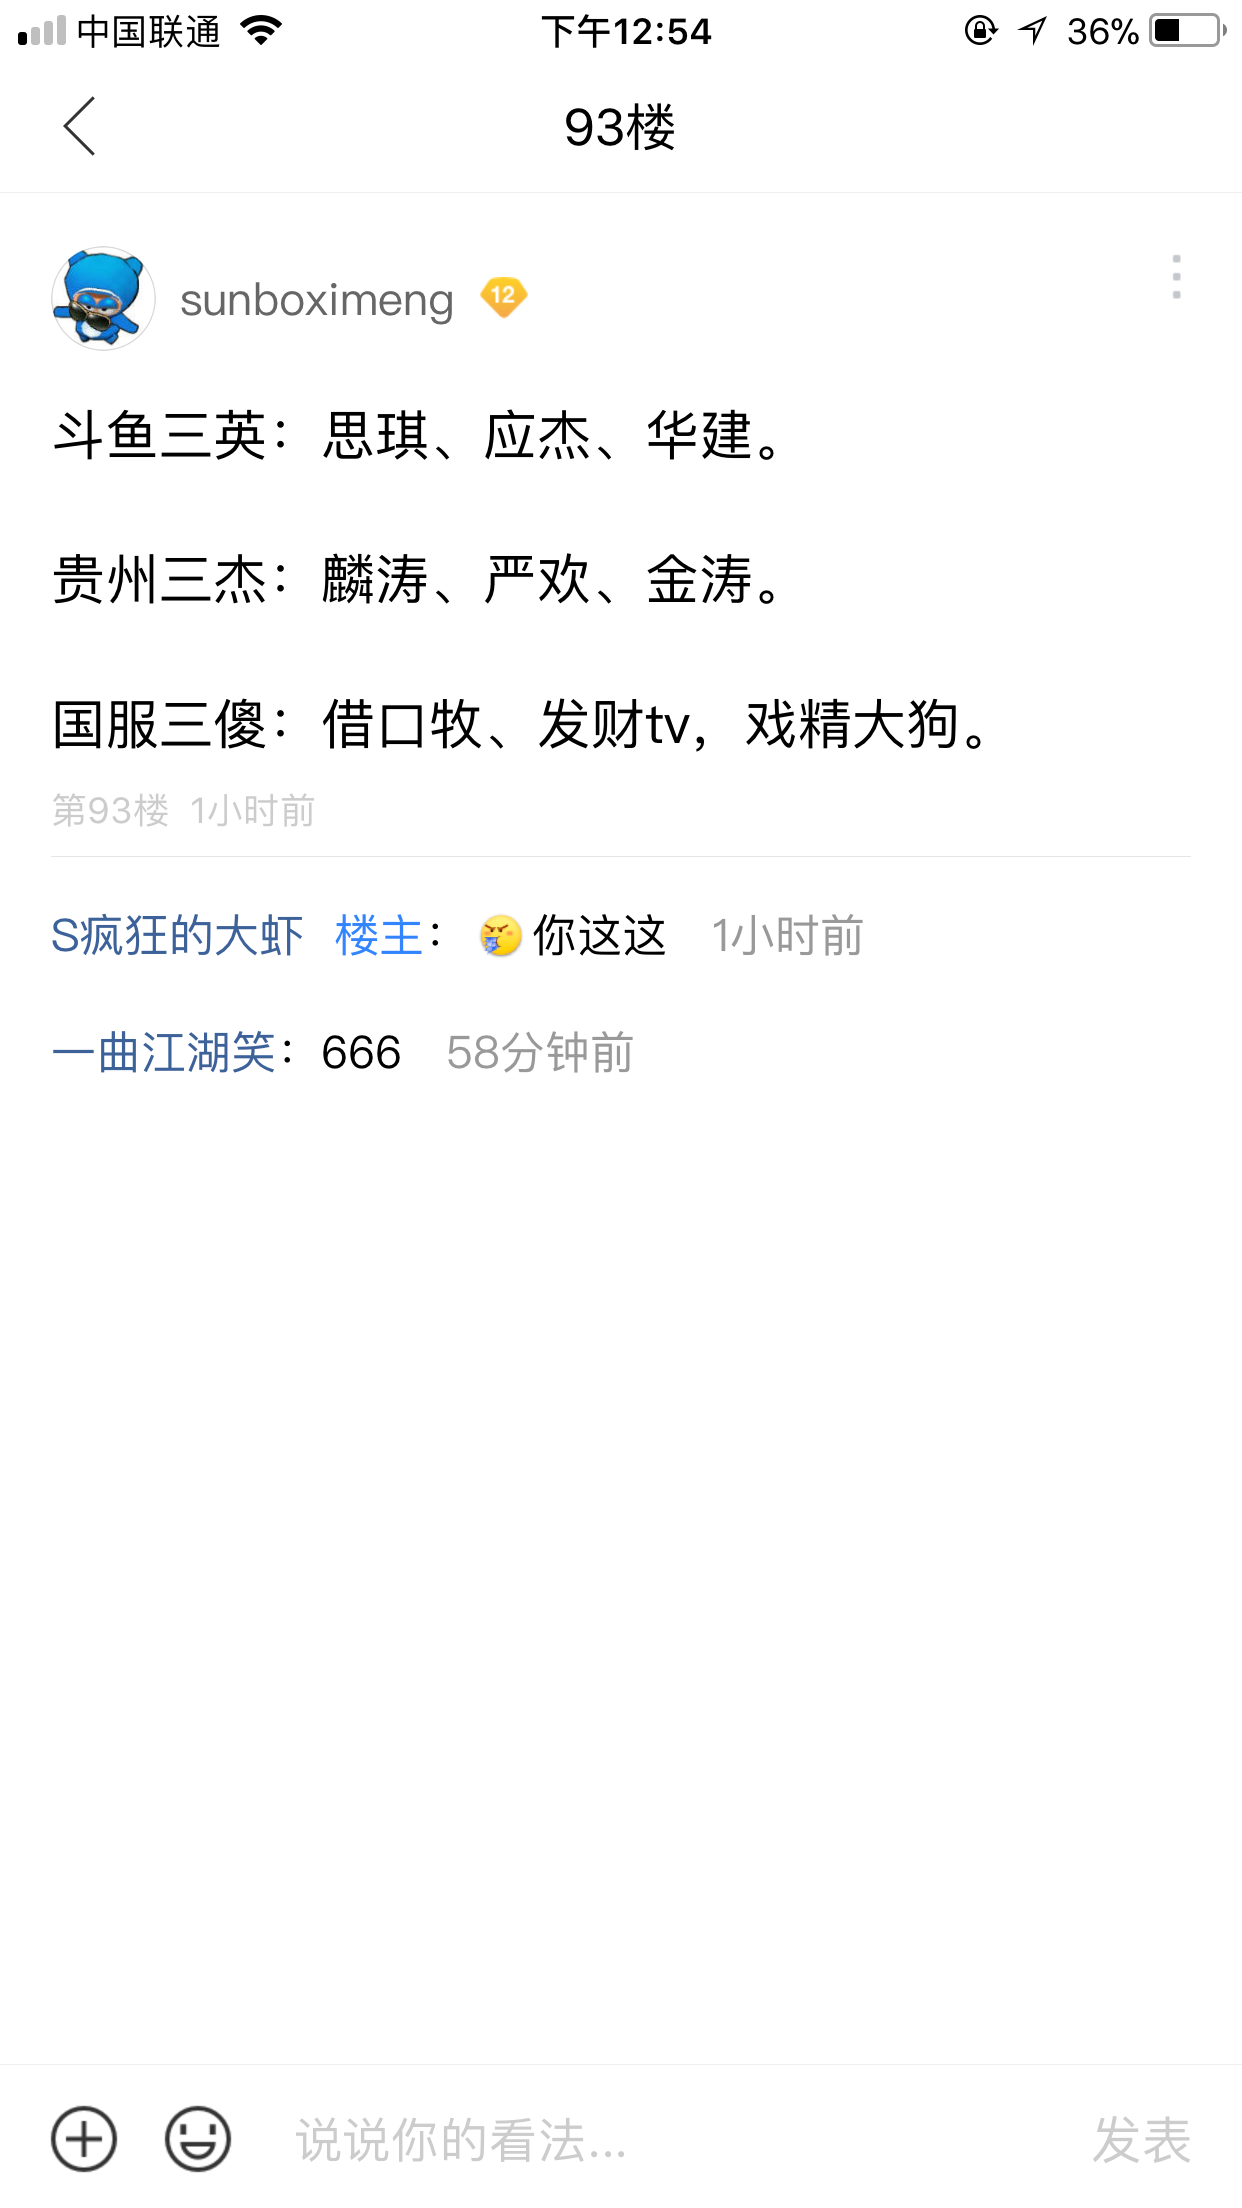 中国联通 下午12:54 36%
93楼
sunboximeng 12
斗鱼三英：思琪、应杰、华建。
贵州三杰：麟涛、严欢、金涛。
国服三傻：借口牧、发财tv，戏精大狗。
第93楼 1小时前
S疯狂的大虾 楼主： 你这这 1小时前
一曲江湖笑：666 58分钟前
说说你的看法... 发表